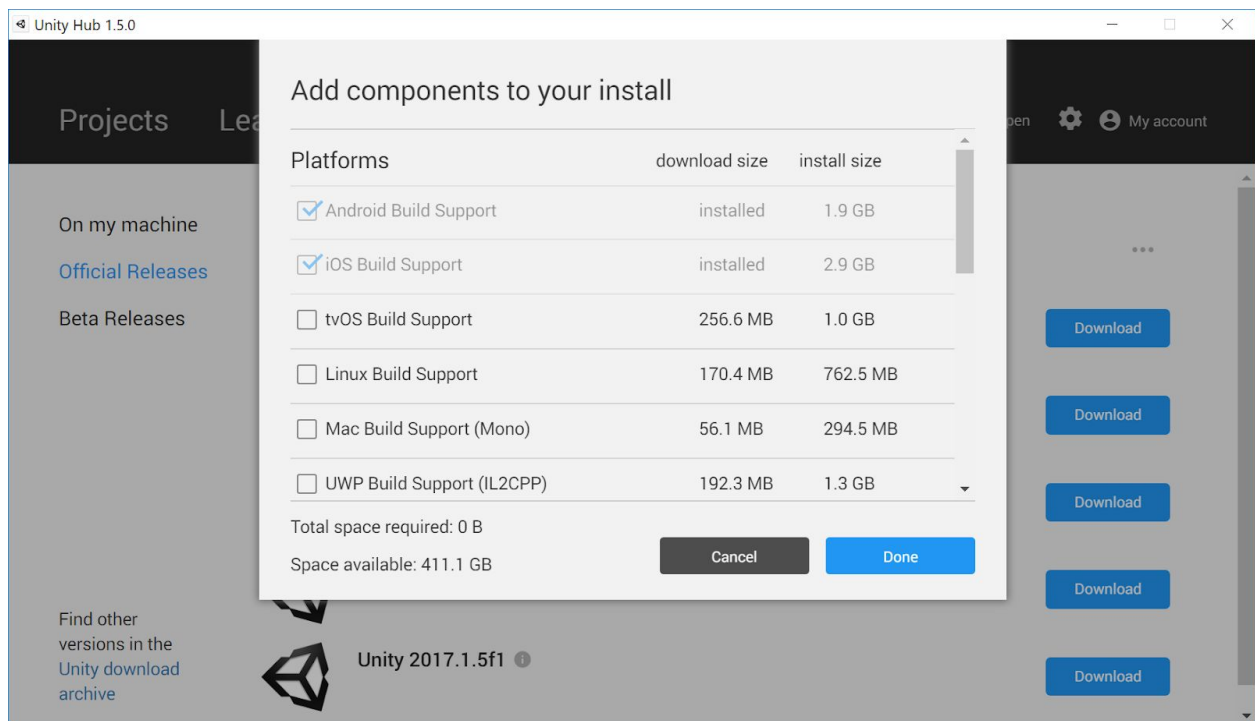 Unity Hub 1.5.0
Add components to your install
Projects
My account
Platforms download size install size
Android Build Support installed 1.9 GB
On my machine
iOS Build Support installed 2.9 GB
Official Releases
Beta Releases
tvOS Build Support 256.6 MB 1.0 GB
Download
Linux Build Support 170.4 MB 762.5 MB
Download
Mac Build Support (Mono) 56.1 MB 294.5 MB
UWP Build Support (IL2CPP) 192.3 MB 1.3 GB
Download
Total space required: 0 B
Space available: 411.1 GB
Cancel
Done
Download
Find other
versions in the
Unity download
archive
Unity 2017.1.5f1
Download